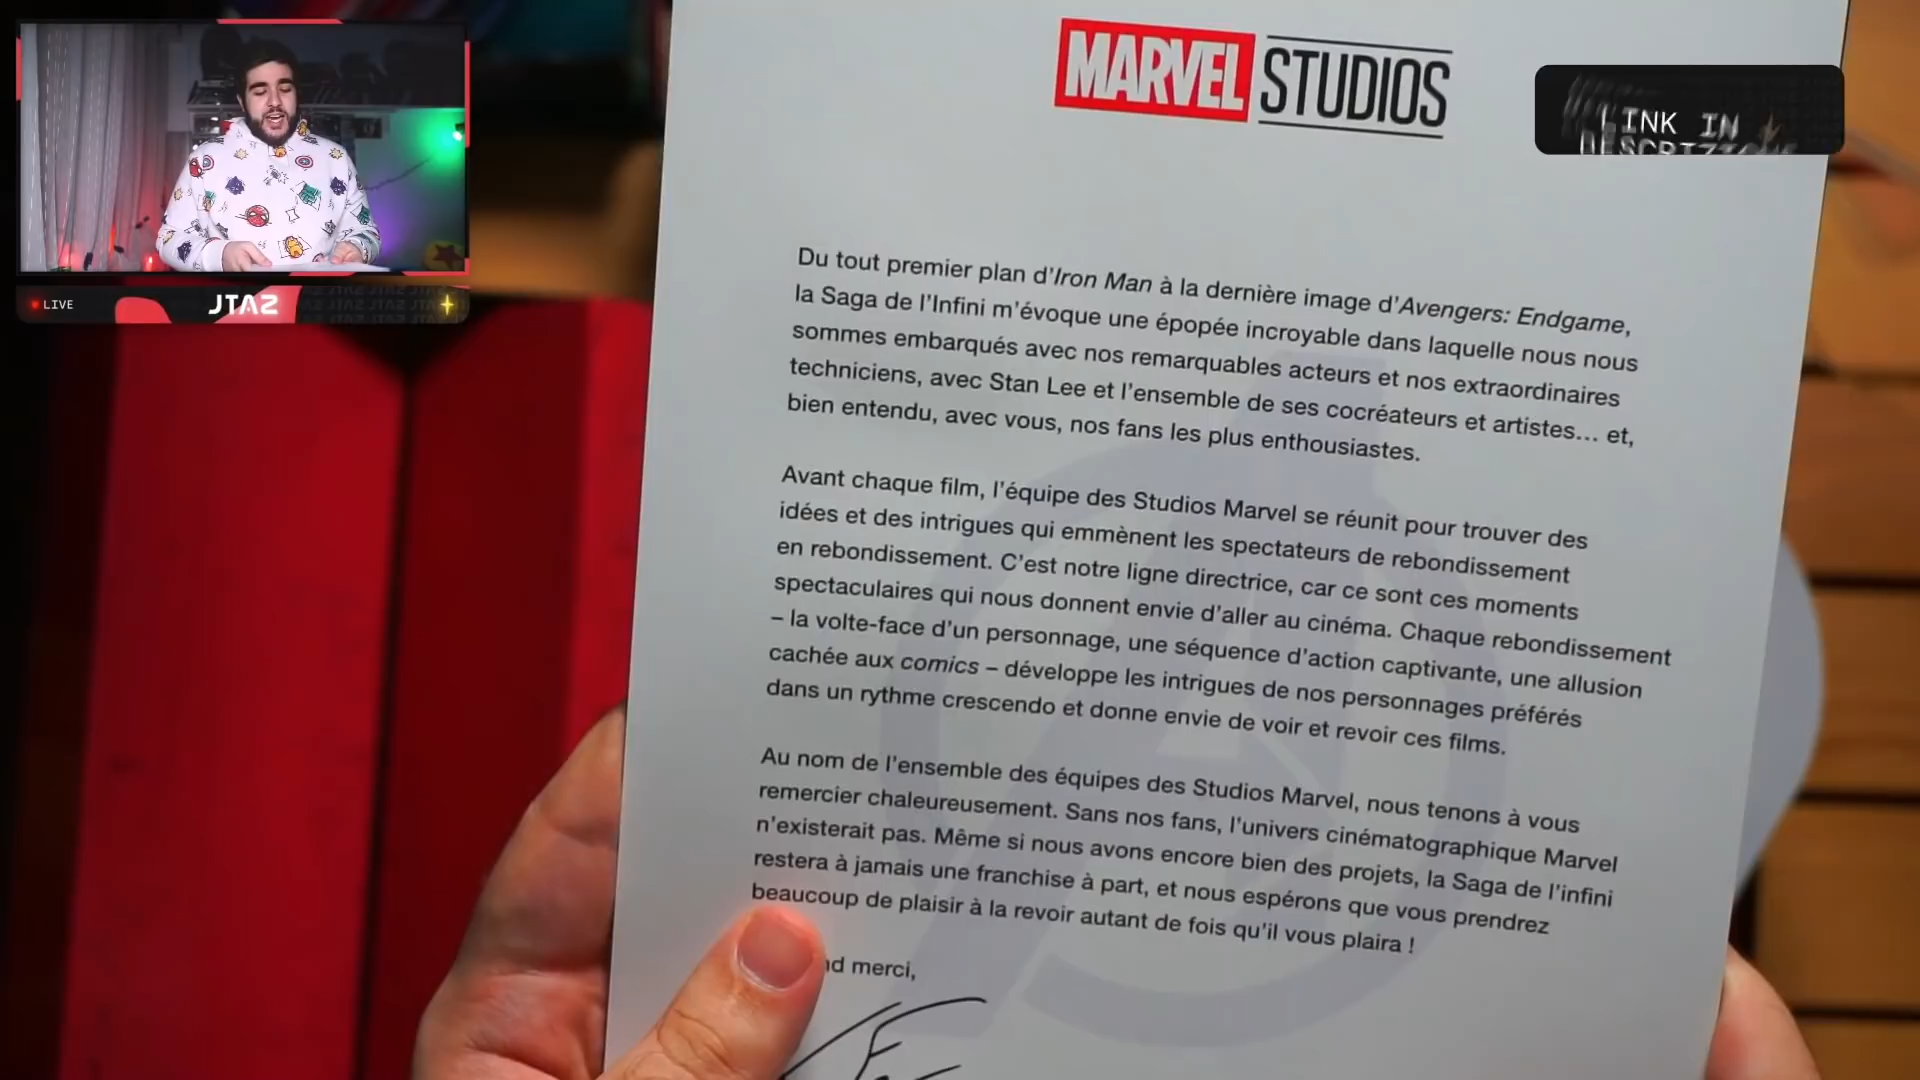 MARVEL STUDIOS
LINK IN
LIVE
JTAZ
Du tout premier plan d’Iron Man à la dernière image d’Avengers: Endgame,
la Saga de l’Infini m’évoque une épopée incroyable dans laquelle nous nous
sommes embarqués avec nos remarquables acteurs et nos extraordinaires
techniciens, avec Stan Lee et l’ensemble de ses cocréateurs et artistes… et,
bien entendu, avec vous, nos fans les plus enthousiastes.
Avant chaque film, l’équipe des Studios Marvel se réunit pour trouver des
idées et des intrigues qui emmènent les spectateurs de rebondissement
en rebondissement. C’est notre ligne directrice, car ce sont ces moments
spectaculaires qui nous donnent envie d’aller au cinéma. Chaque rebondissement
– la volte-face d’un personnage, une séquence d’action captivante, une allusion
cachée aux comics – développe les intrigues de nos personnages préférés
dans un rythme crescendo et donne envie de voir et revoir ces films.
Au nom de l’ensemble des équipes des Studios Marvel, nous tenons à vous
remercier chaleureusement. Sans nos fans, l’univers cinématographique Marvel
n’existerait pas. Même si nous avons encore bien des projets, la Saga de l’infini
restera à jamais une franchise à part, et nous espérons que vous prendrez
beaucoup de plaisir à la revoir autant de fois qu’il vous plaira !
nd merci,